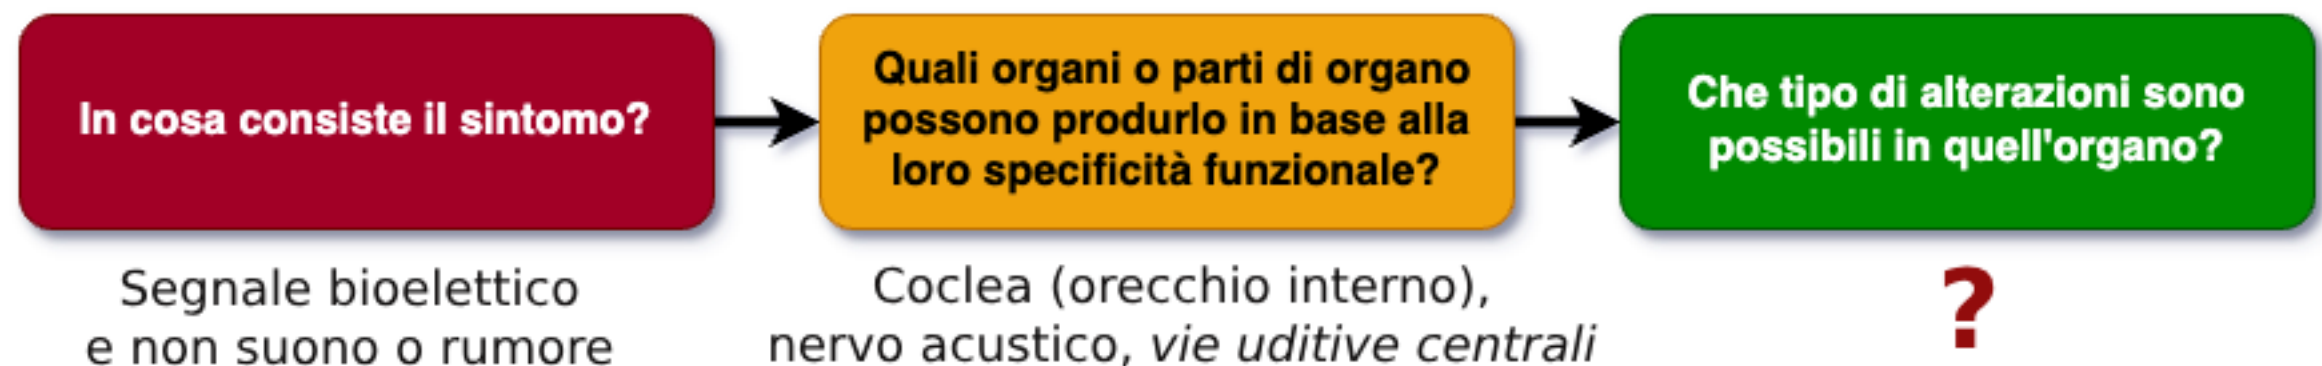 In cosa consiste il sintomo?
Quali organi o parti di organo
possono produrlo in base alla
loro specificità funzionale?
Che tipo di alterazioni sono
possibili in quell'organo?
Segnale bioelettico
e non suono o rumore
Coclea (orecchio interno),
nervo acustico, vie uditive centrali
?